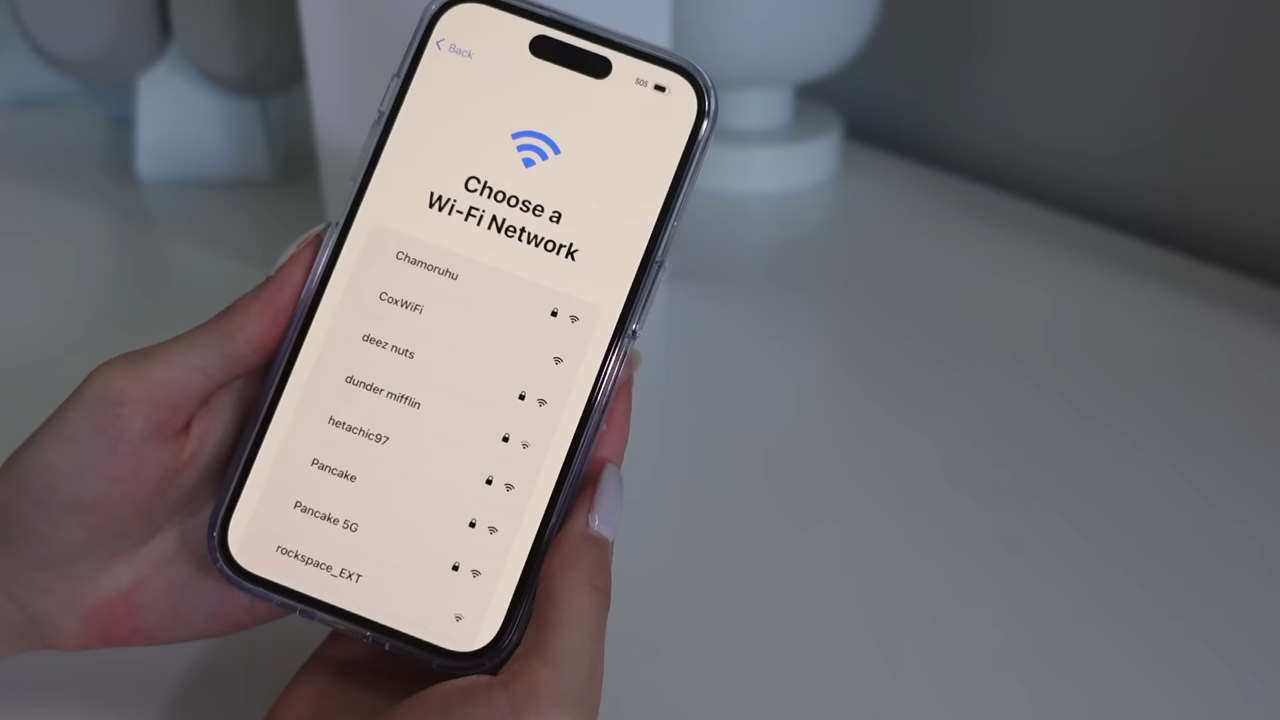 Back
SOS
Choose a
Wi-Fi Network
Chamoruhu
CoxWiFi
deez nuts
dunder mifflin
hetachic97
Pancake
Pancake 5G
rockspace_EXT